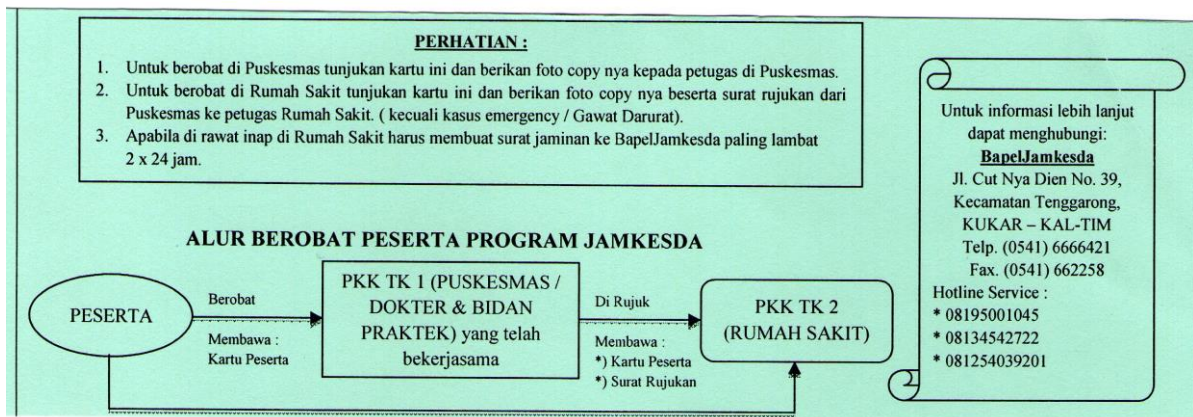 PERHATIAN :
1. Untuk berobat di Puskesmas tunjukan kartu ini dan berikan foto copy nya kepada petugas di Puskesmas.
2. Untuk berobat di Rumah Sakit tunjukan kartu ini dan berikan foto copy nya beserta surat rujukan dari
Puskesmas ke petugas Rumah Sakit. ( kecuali kasus emergency / Gawat Darurat).
3. Apabila di rawat inap di Rumah Sakit harus membuat surat jaminan ke BapelJamkesda paling lambat
2 x 24 jam.
ALUR BEROBAT PESERTA PROGRAM JAMKESDA
PESERTA
Berobat
Membawa :
Kartu Peserta
PKK TK 1 (PUSKESMAS /
DOKTER & BIDAN
PRAKTEK) yang telah
bekerjasama
Di Rujuk
Membawa :
*) Kartu Peserta
*) Surat Rujukan
PKK TK 2
(RUMAH SAKIT)
Untuk informasi lebih lanjut
dapat menghubungi:
BapelJamkesda
Jl. Cut Nya Dien No. 39,
Kecamatan Tenggarong,
KUKAR – KAL-TIM
Telp. (0541) 6666421
Fax. (0541) 662258
Hotline Service :
* 08195001045
* 08134542722
* 081254039201